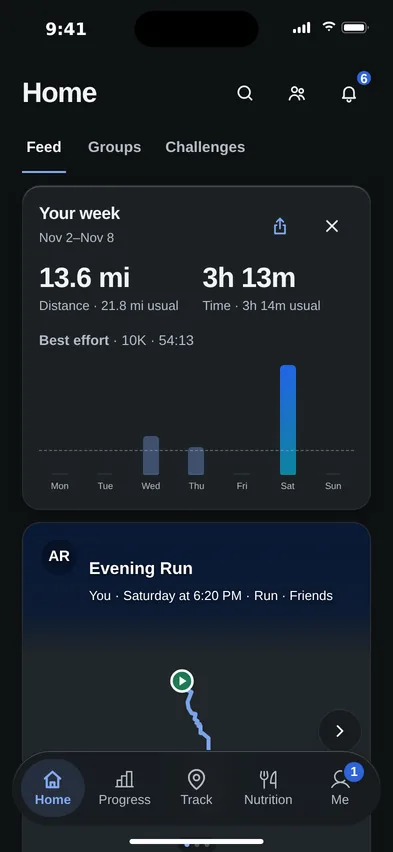 9:41
Home
6
Feed Groups Challenges
Your week
Nov 2–Nov 8
13.6 mi 3h 13m
Distance · 21.8 mi usual Time · 3h 14m usual
Best effort · 10K · 54:13
Mon Tue Wed Thu Fri Sat Sun
AR
Evening Run
You · Saturday at 6:20 PM · Run · Friends
1
Home Progress Track Nutrition Me